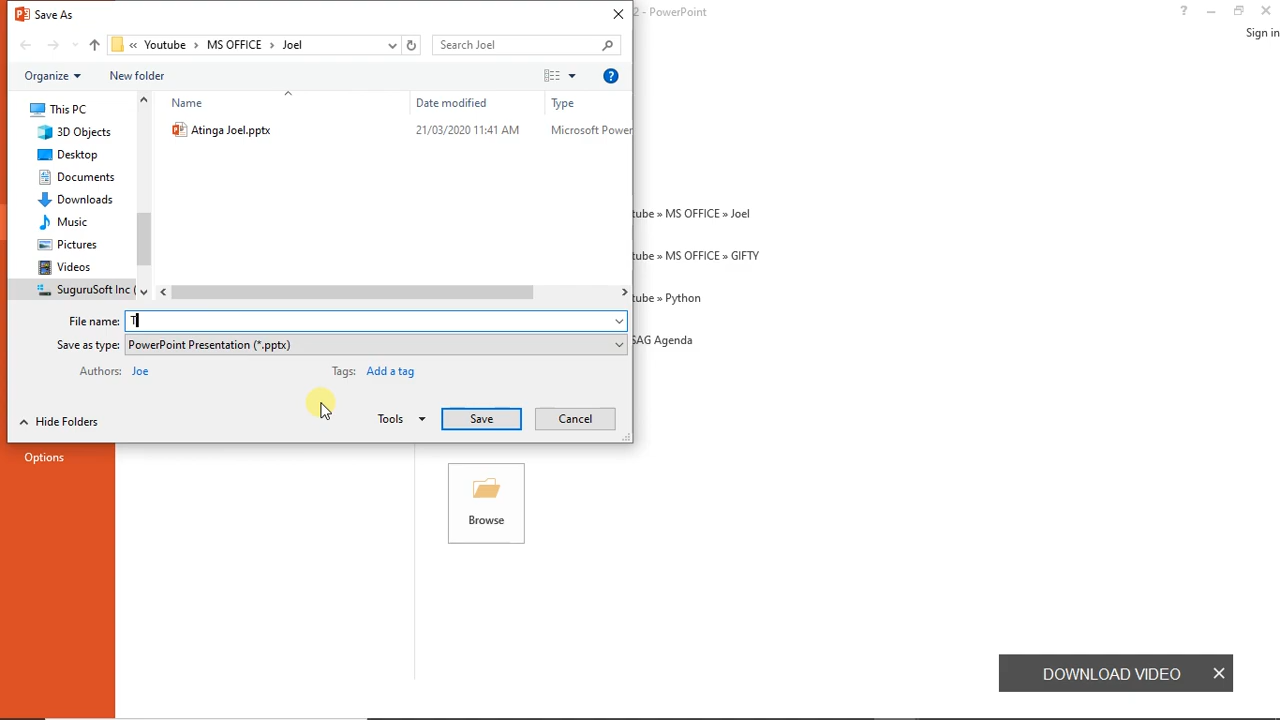 Save As
2 - PowerPoint
?
Sign in
« Youtube › MS OFFICE › Joel
Search Joel
Organize
New folder
?
This PC
3D Objects
Desktop
Documents
Downloads
Music
Pictures
Videos
SuguruSoft Inc (
Name
Date modified
Type
Atinga Joel.pptx
21/03/2020 11:41 AM
Microsoft Power
tube » MS OFFICE » Joel
tube » MS OFFICE » GIFTY
tube » Python
SAG Agenda
File name: T
Save as type: PowerPoint Presentation (*.pptx)
Authors: Joe
Tags: Add a tag
Hide Folders
Tools
Save
Cancel
Options
Browse
DOWNLOAD VIDEO